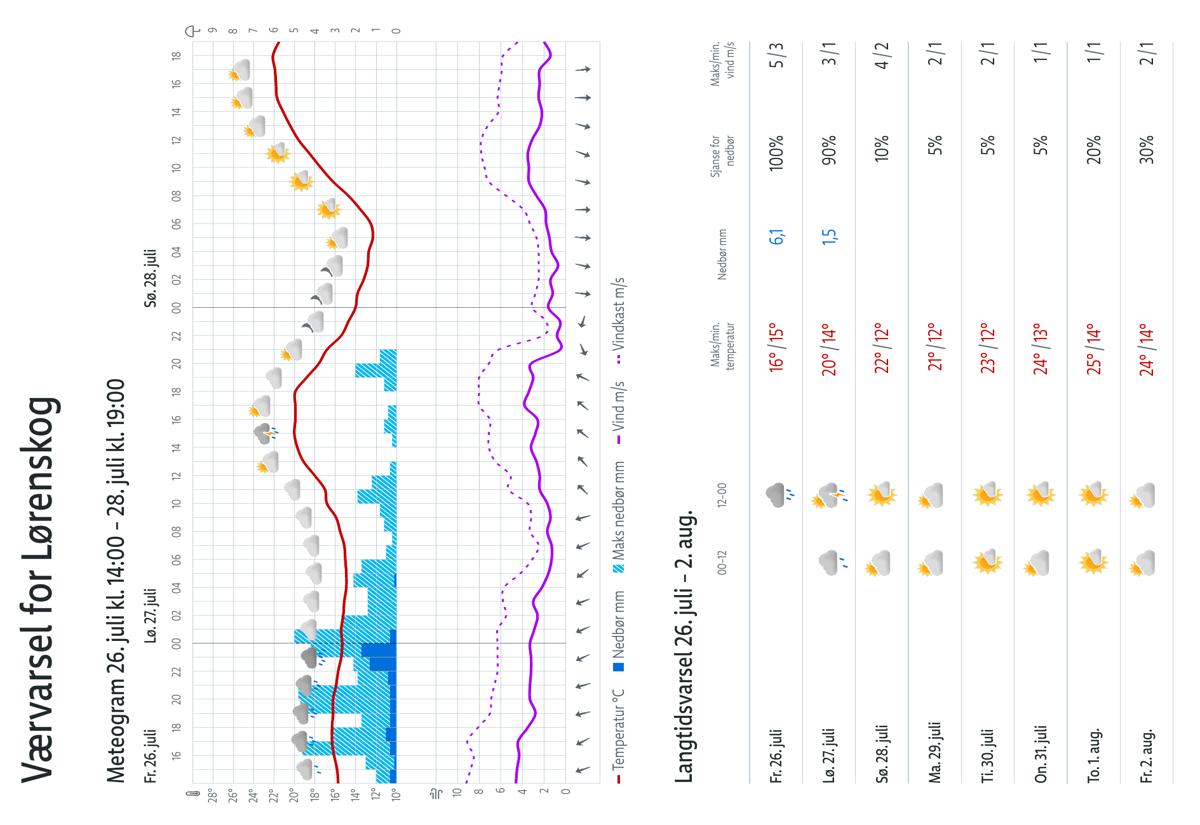 Værvarsel for Lørenskog
Meteogram 26. juli kl. 14:00 – 28. juli kl. 19:00
Fr. 26. juli Lø. 27. juli Sø. 28. juli
16 18 20 22 00 02 04 06 08 10 12 14 16 18 20 22 00 02 04 06 08 10 12 14 16 18
28° 9
26° 8
24° 7
22° 6
20° 5
18° 4
16° 3
14° 2
12° 1
10° 0
10
8
6
4
2
0
Temperatur °C Nedbør mm Maks nedbør mm Vind m/s Vindkast m/s
Langtidsvarsel 26. juli – 2. aug.
00–12 12–00 Maks/min. temperatur Nedbør mm Sjanse for nedbør Maks/min. vind m/s
Fr. 26. juli 16° / 15° 6,1 100% 5 / 3
Lø. 27. juli 20° / 14° 1,5 90% 3 / 1
Sø. 28. juli 22° / 12° 10% 4 / 2
Ma. 29. juli 21° / 12° 5% 2 / 1
Ti. 30. juli 23° / 12° 5% 2 / 1
On. 31. juli 24° / 13° 5% 1 / 1
To. 1. aug. 25° / 14° 20% 1 / 1
Fr. 2. aug. 24° / 14° 30% 2 / 1